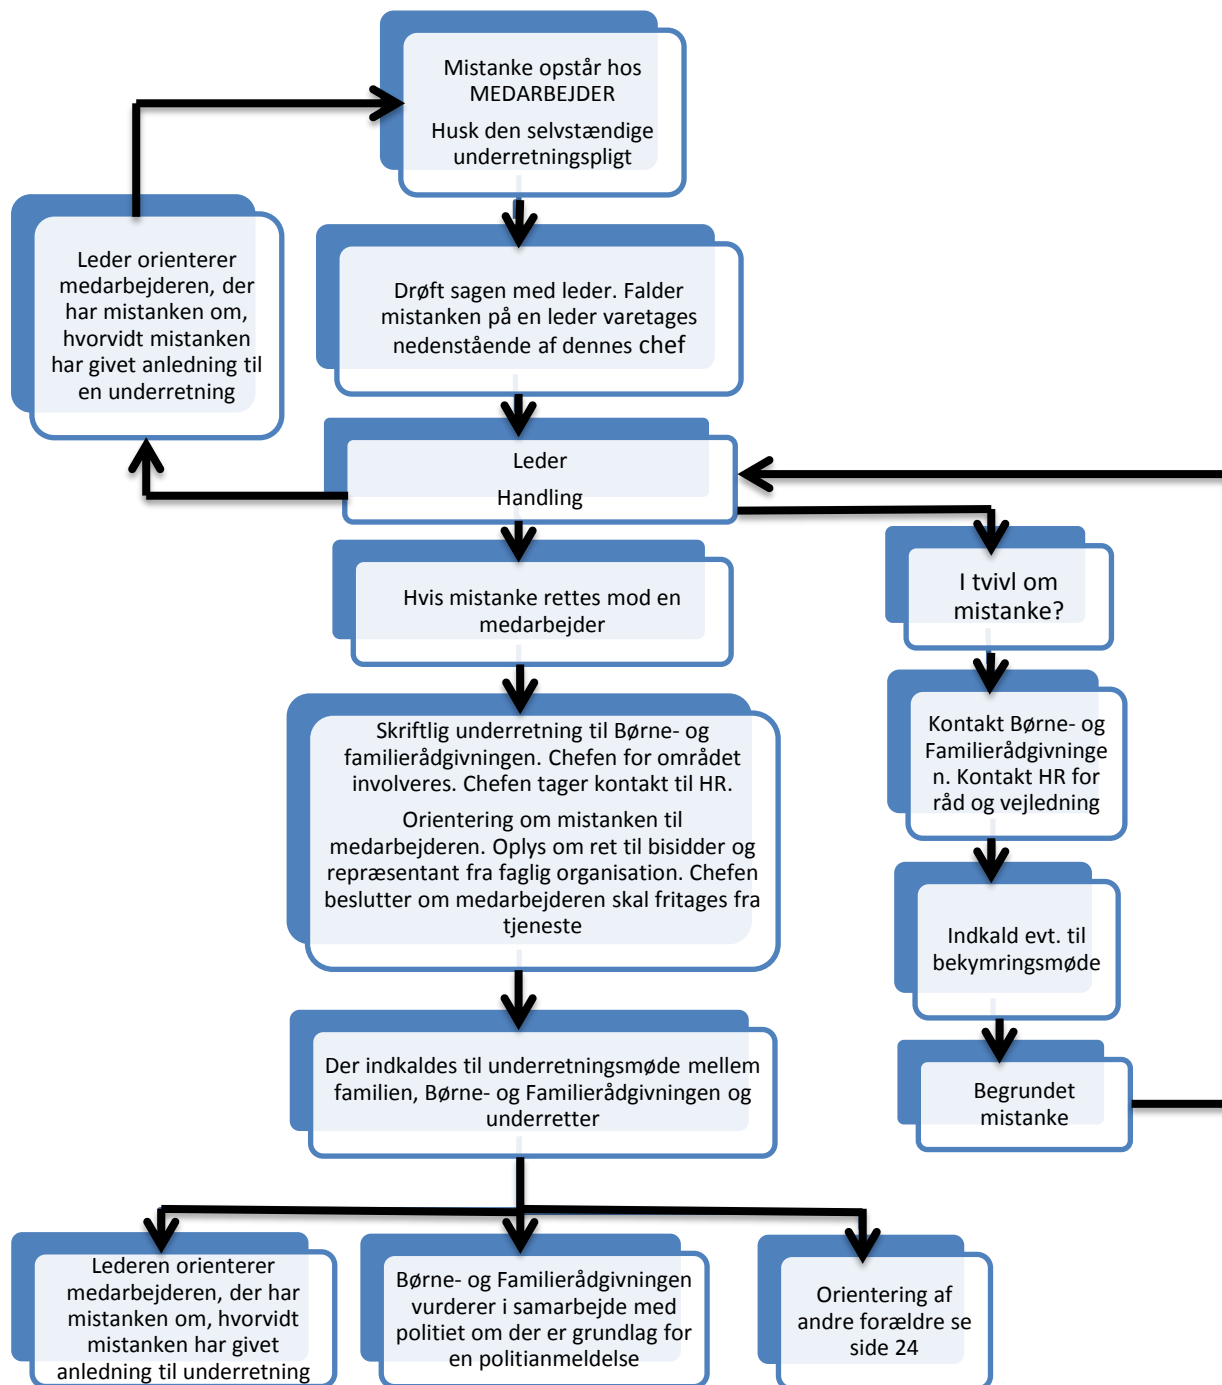 Mistanke opstår hos
MEDARBEJDER
Husk den selvstændige
underretningspligt
Leder orienterer
medarbejderen, der
har mistanken om,
hvorvidt mistanken
har givet anledning til
en underretning
Drøft sagen med leder. Falder
mistanken på en leder varetages
nedenstående af dennes chef
Leder
Handling
Hvis mistanke rettes mod en
medarbejder
I tvivl om
mistanke?
Skriftlig underretning til Børne- og
familierådgivningen. Chefen for området
involveres. Chefen tager kontakt til HR.
Orientering om mistanken til
medarbejderen. Oplys om ret til bisidder og
repræsentant fra faglig organisation. Chefen
beslutter om medarbejderen skal fritages fra
tjeneste
Kontakt Børne- og
Familierådgivninge
n. Kontakt HR for
råd og vejledning
Indkald evt. til
bekymringsmøde
Der indkaldes til underretningsmøde mellem
familien, Børne- og Familierådgivningen og
underretter
Begrundet
mistanke
Lederen orienterer
medarbejderen, der har
mistanken om, hvorvidt
mistanken har givet
anledning til underretning
Børne- og Familierådgivningen
vurderer i samarbejde med
politiet om der er grundlag for
en politianmeldelse
Orientering af
andre forældre se
side 24